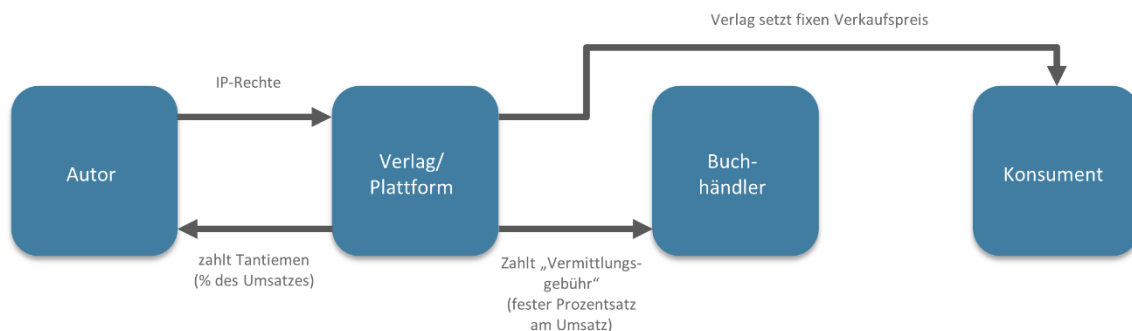 Verlag setzt fixen Verkaufspreis
IP-Rechte
Autor
Verlag/
Plattform
Buch-
händler
Konsument
zahlt Tantiemen
(% des Umsatzes)
Zahlt „Vermittlungs-
gebühr“
(fester Prozentsatz
am Umsatz)